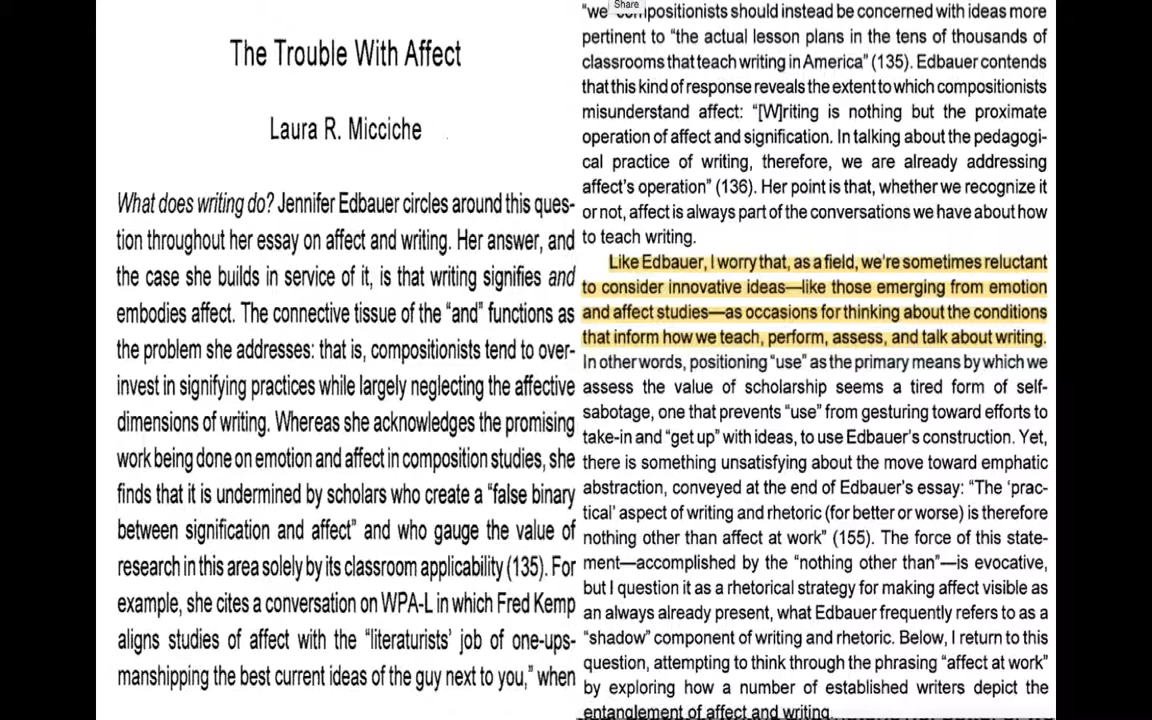 The Trouble With Affect
Laura R. Micciche
What does writing do? Jennifer Edbauer circles around this ques-
tion throughout her essay on affect and writing. Her answer, and
the case she builds in service of it, is that writing signifies and
embodies affect. The connective tissue of the “and” functions as
the problem she addresses: that is, compositionists tend to over-
invest in signifying practices while largely neglecting the affective
dimensions of writing. Whereas she acknowledges the promising
work being done on emotion and affect in composition studies, she
finds that it is undermined by scholars who create a “false binary
between signification and affect” and who gauge the value of
research in this area solely by its classroom applicability (135). For
example, she cites a conversation on WPA-L in which Fred Kemp
aligns studies of affect with the “literaturists’ job of one-ups-
manshipping the best current ideas of the guy next to you,” when
Share
“we” compositionists should instead be concerned with ideas more
pertinent to “the actual lesson plans in the tens of thousands of
classrooms that teach writing in America” (135). Edbauer contends
that this kind of response reveals the extent to which compositionists
misunderstand affect: “[W]riting is nothing but the proximate
operation of affect and signification. In talking about the pedagogi-
cal practice of writing, therefore, we are already addressing
affect’s operation” (136). Her point is that, whether we recognize it
or not, affect is always part of the conversations we have about how
to teach writing.
Like Edbauer, I worry that, as a field, we’re sometimes reluctant
to consider innovative ideas—like those emerging from emotion
and affect studies—as occasions for thinking about the conditions
that inform how we teach, perform, assess, and talk about writing.
In other words, positioning “use” as the primary means by which we
assess the value of scholarship seems a tired form of self-
sabotage, one that prevents “use” from gesturing toward efforts to
take-in and “get up” with ideas, to use Edbauer’s construction. Yet,
there is something unsatisfying about the move toward emphatic
abstraction, conveyed at the end of Edbauer’s essay: “The ‘prac-
tical’ aspect of writing and rhetoric (for better or worse) is therefore
nothing other than affect at work” (155). The force of this state-
ment—accomplished by the “nothing other than”—is evocative,
but I question it as a rhetorical strategy for making affect visible as
an always already present, what Edbauer frequently refers to as a
“shadow” component of writing and rhetoric. Below, I return to this
question, attempting to think through the phrasing “affect at work”
by exploring how a number of established writers depict the
entanglement of affect and writing.